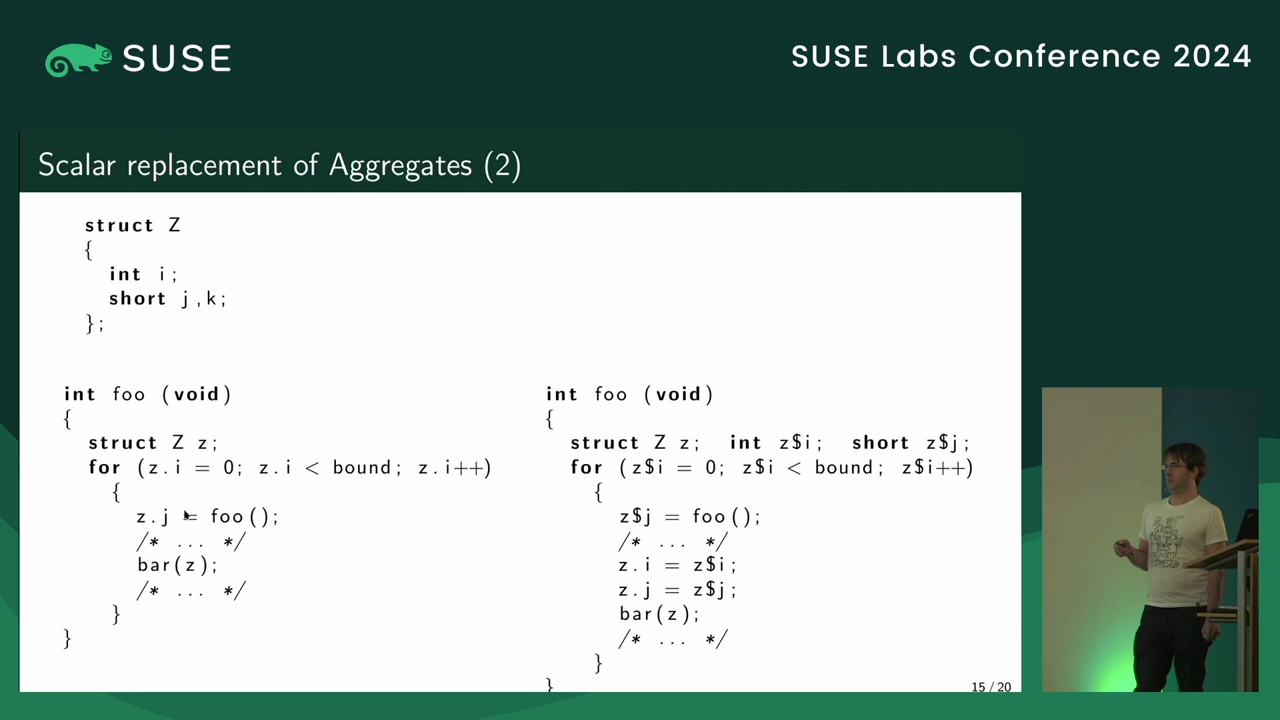 SUSE
SUSE Labs Conference 2024
Scalar replacement of Aggregates (2)
struct Z
{
int i;
short j,k;
};
int foo (void)
{
struct Z z;
for (z.i = 0; z.i < bound; z.i++)
{
z.j = foo();
/* ... */
bar(z);
/* ... */
}
}
int foo (void)
{
struct Z z; int z$i; short z$j;
for (z$i = 0; z$i < bound; z$i++)
{
z$j = foo();
/* ... */
z.i = z$i;
z.j = z$j;
bar(z);
/* ... */
}
}
15/20